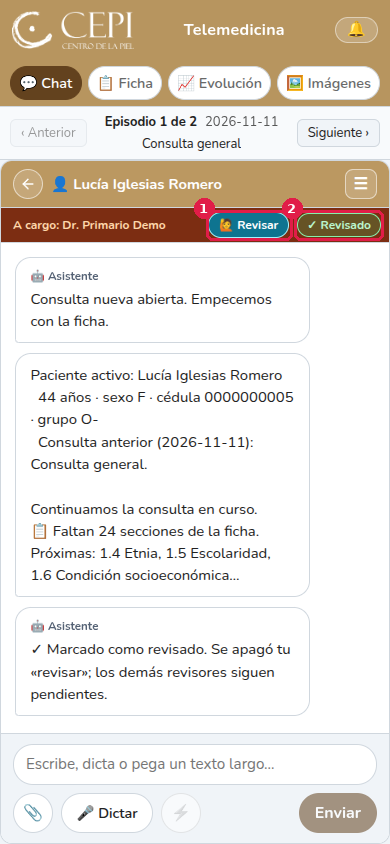 CEPI
CENTRO DE LA PIEL
Telemedicina
🔔
💬 Chat
📋 Ficha
📈 Evolución
🖼️ Imágenes
‹ Anterior
Episodio 1 de 2 2026-11-11
Consulta general
Siguiente ›
← 👤 Lucía Iglesias Romero ☰
A cargo: Dr. Primario Demo
1
🙋 Revisar
2
✓ Revisado
🤖 Asistente
Consulta nueva abierta. Empecemos
con la ficha.
Paciente activo: Lucía Iglesias Romero
44 años · sexo F · cédula 0000000005
· grupo O-
Consulta anterior (2026-11-11):
Consulta general.
Continuamos la consulta en curso.
📋 Faltan 24 secciones de la ficha.
Próximas: 1.4 Etnia, 1.5 Escolaridad,
1.6 Condición socioeconómica...
🤖 Asistente
✓ Marcado como revisado. Se apagó tu
«revisar»; los demás revisores siguen
pendientes.
Escribe, dicta o pega un texto largo...
📎
🎤 Dictar
⚡
Enviar